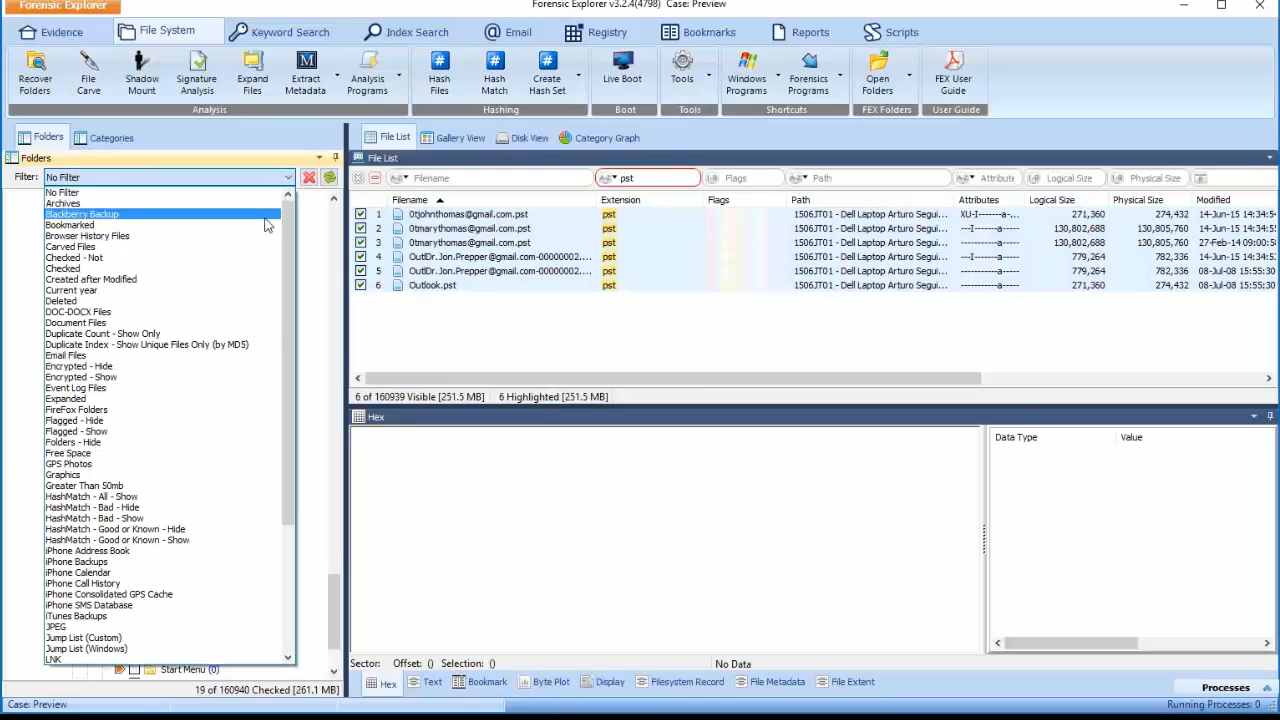 Forensic Explorer
Forensic Explorer v3.2.4(4798) Case: Preview
Evidence
File System
Keyword Search
Index Search
Email
Registry
Bookmarks
Reports
Scripts
Recover Folders
File Carve
Shadow Mount
Signature Analysis
Expand Files
Extract Metadata
Analysis Programs
Hash Files
Hash Match
Create Hash Set
Live Boot
Tools
Windows Programs
Forensics Programs
Open Folders
FEX User Guide
Analysis
Hashing
Boot
Tools
Shortcuts
FEX Folders
User Guide
Folders
Categories
Folders
Filter: No Filter
No Filter
Archives
Blackberry Backup
Bookmarked
Browser History Files
Carved Files
Checked - Not
Checked
Created after Modified
Current year
Deleted
DOC-DOCX Files
Document Files
Duplicate Count - Show Only
Duplicate Index - Show Unique Files Only (by MD5)
Email Files
Encrypted - Hide
Encrypted - Show
Event Log Files
Expanded
FireFox Folders
Flagged - Hide
Flagged - Show
Folders - Hide
Free Space
GPS Photos
Graphics
Greater Than 50mb
HashMatch - All - Show
HashMatch - Bad - Hide
HashMatch - Bad - Show
HashMatch - Good or Known - Hide
HashMatch - Good or Known - Show
iPhone Address Book
iPhone Backups
iPhone Calendar
iPhone Call History
iPhone Consolidated GPS Cache
iPhone SMS Database
iTunes Backups
JPEG
Jump List (Custom)
Jump List (Windows)
LNK
Start Menu (0)
19 of 160940 Checked [261.1 MB]
File List
Gallery View
Disk View
Category Graph
File List
Filename
pst
Flags
Path
Attribute
Logical Size
Physical Size
Filename Extension Flags Path Attributes Logical Size Physical Size Modified
1 0tjohnthomas@gmail.com.pst pst 1506JT01 - Dell Laptop Arturo Segui... XU-I-------a-... 271,360 274,432 14-Jun-15 14:34:5
2 0tmarythomas@gmail.com.pst pst 1506JT01 - Dell Laptop Arturo Segui... ---I-------a----- 130,802,688 130,805,760 14-Jun-15 14:34:5
3 0tmarythomas@gmail.com.pst pst 1506JT01 - Dell Laptop Arturo Segui... -----------a----- 130,802,688 130,805,760 27-Feb-14 09:00:5
4 OutlDr.Jon.Prepper@gmail.com-00000002.... pst 1506JT01 - Dell Laptop Arturo Segui... ---I-------a----- 779,264 782,336 14-Jun-15 14:34:5
5 OutlDr.Jon.Prepper@gmail.com-00000002.... pst 1506JT01 - Dell Laptop Arturo Segui... -----------a----- 779,264 782,336 08-Jul-08 15:55:30
6 Outlook.pst pst 1506JT01 - Dell Laptop Arturo Segui... -----------a----- 271,360 274,432 08-Jul-08 15:55:30
6 of 160939 Visible [251.5 MB] 6 Highlighted [251.5 MB]
Hex
Data Type Value
Sector: Offset: () Selection: () No Data
Hex
Text
Bookmark
Byte Plot
Display
Filesystem Record
File Metadata
File Extent
Processes
Case: Preview
Running Processes: 0